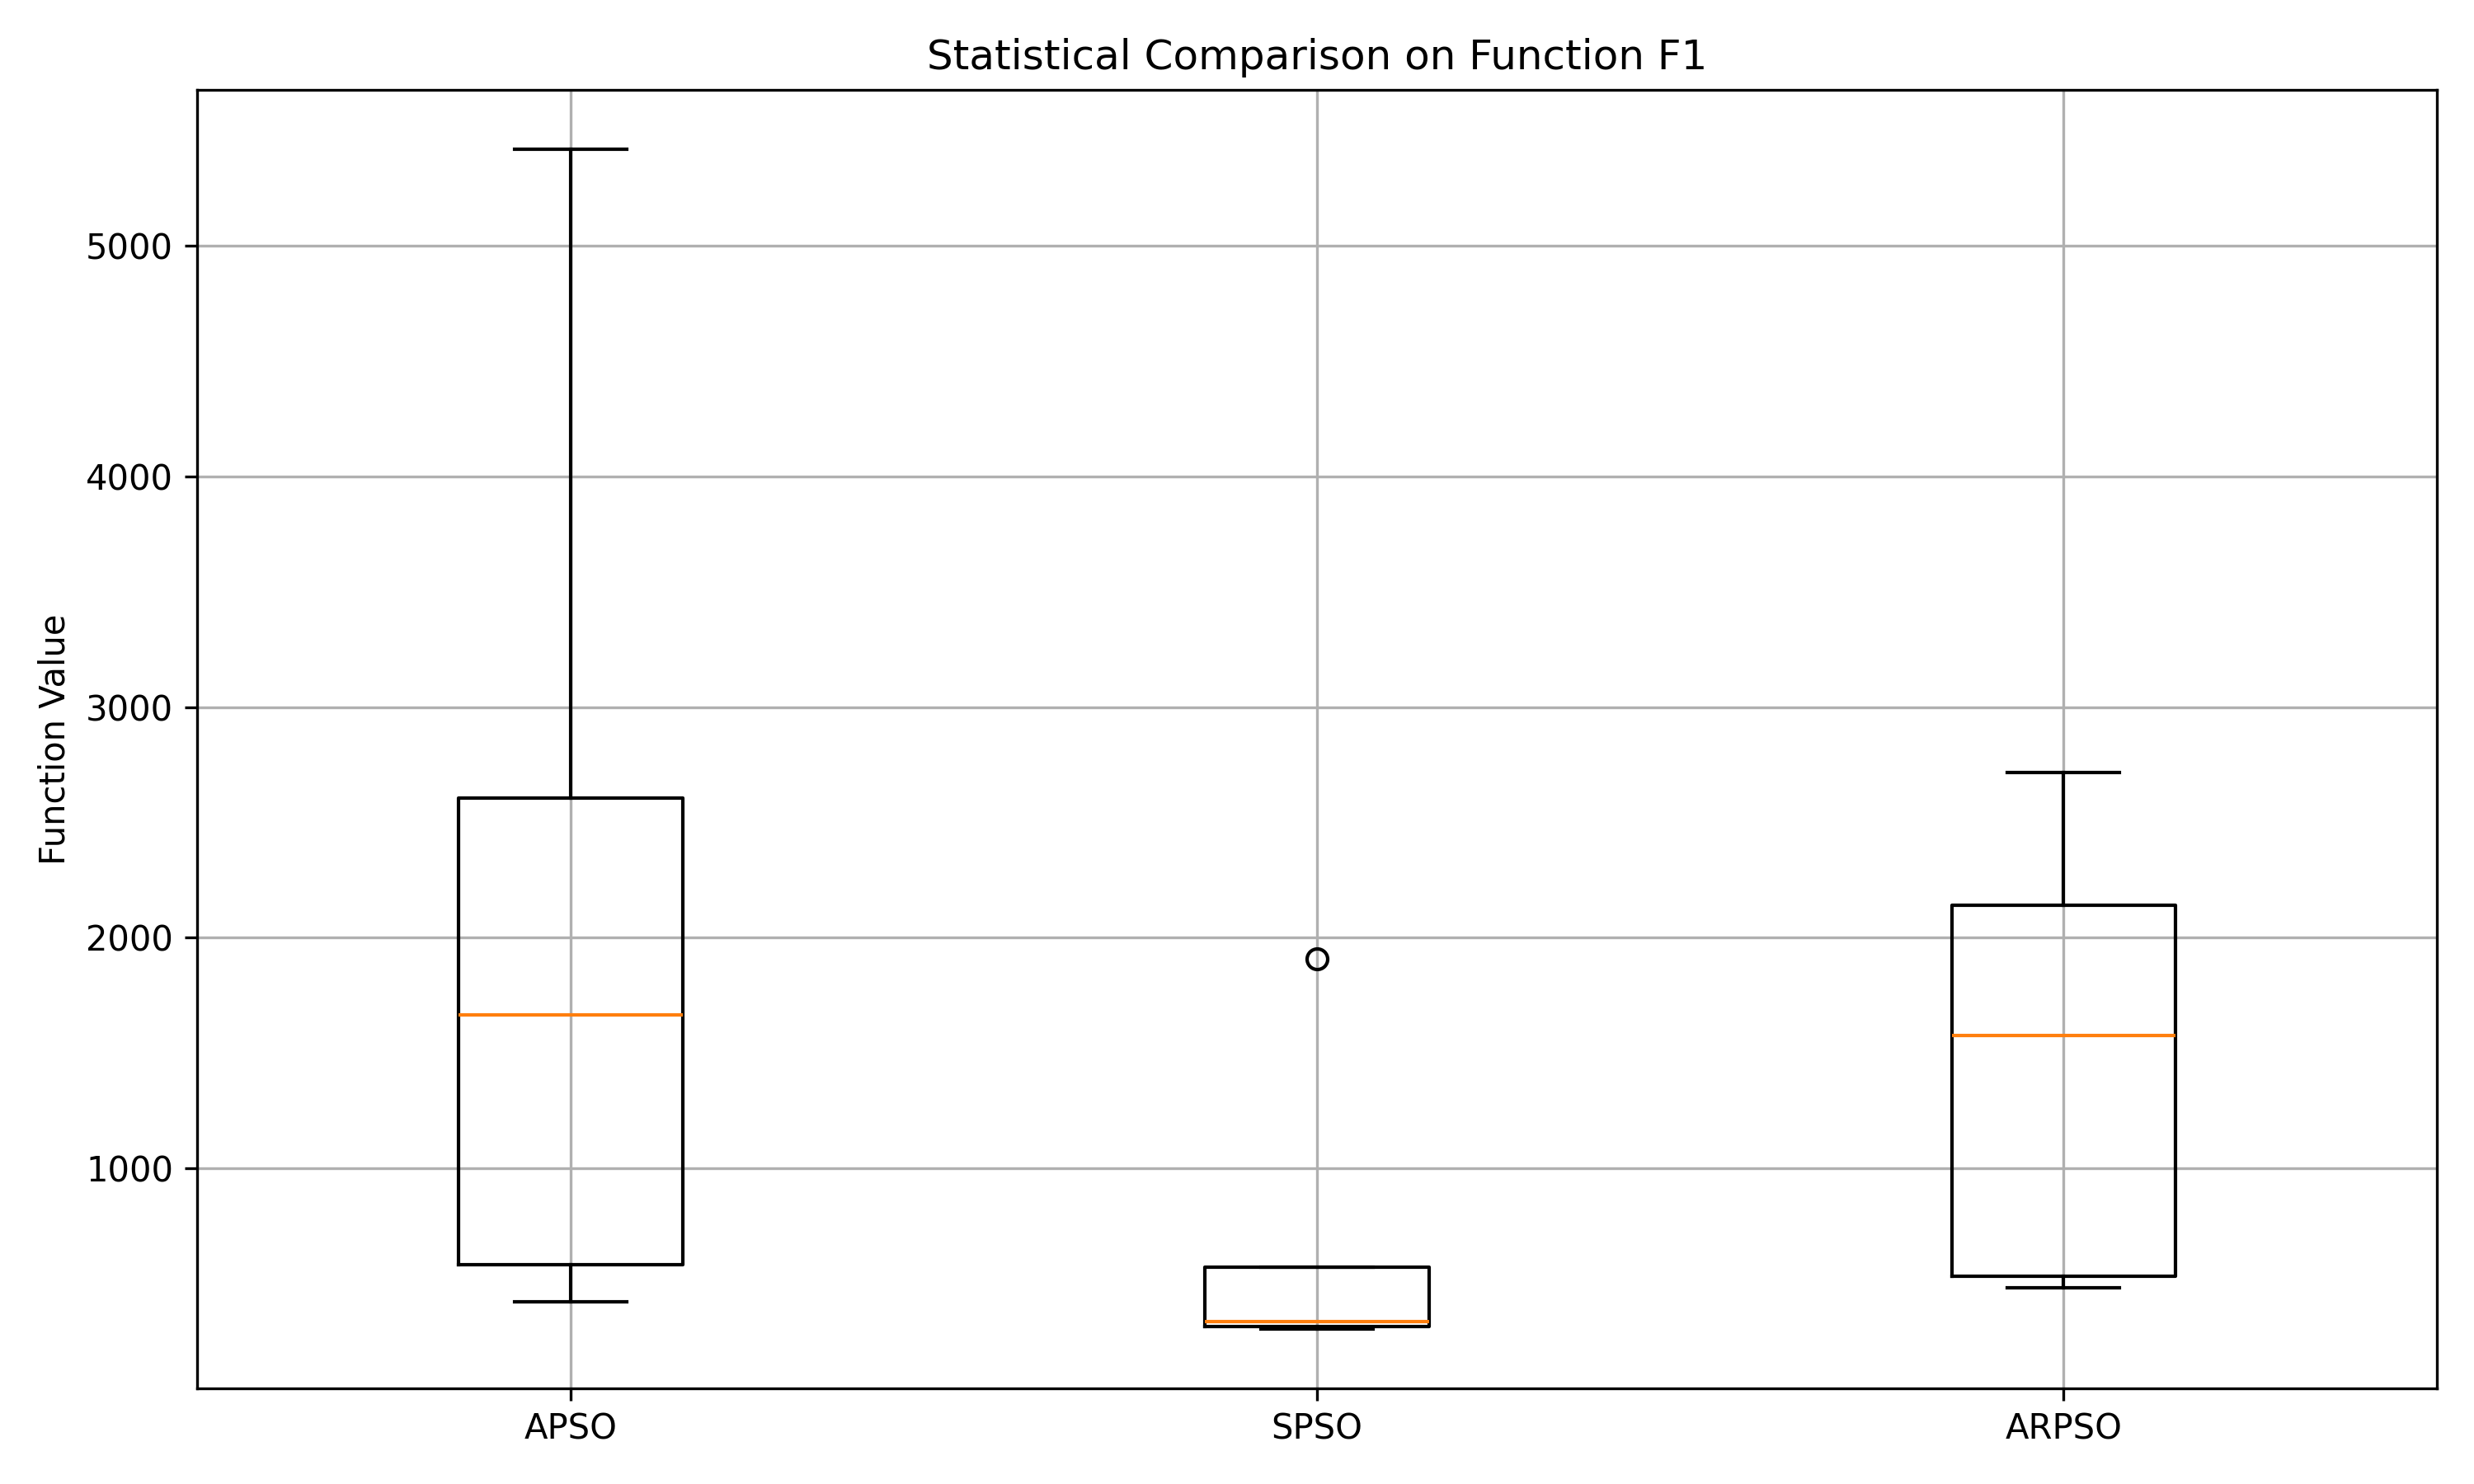 Statistical Comparison on Function F1
Function Value
5000
4000
3000
2000
1000
APSO
SPSO
ARPSO